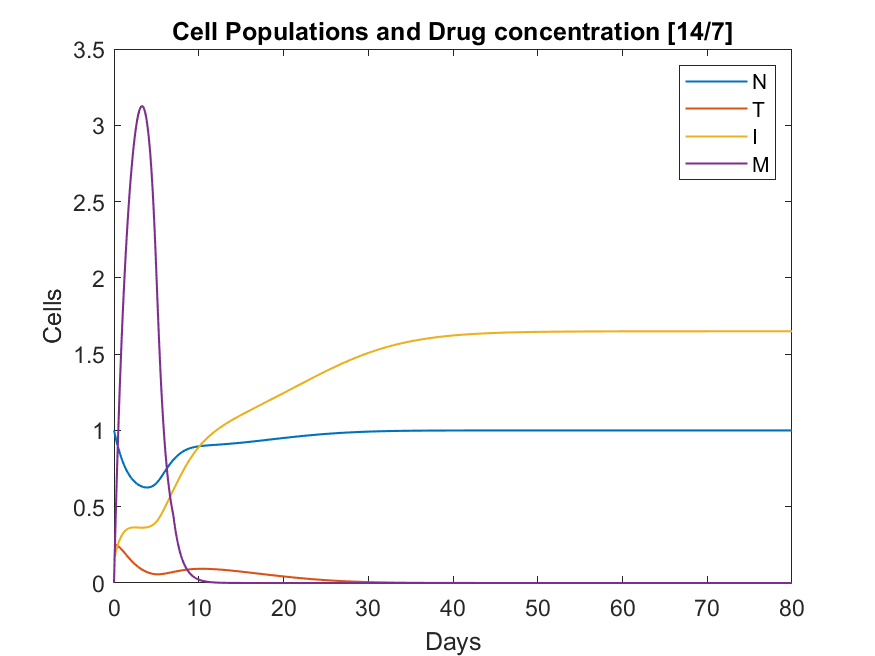 Cell Populations and Drug concentration [14/7]
3.5
3
2.5
2
1.5
1
0.5
0
Cells
N
T
I
M
0 10 20 30 40 50 60 70 80
Days